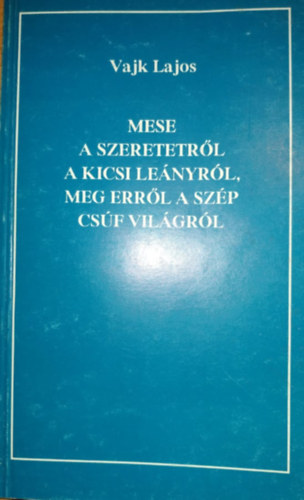 Vajk Lajos
MESE
A SZERETETRŐL
A KICSI LEÁNYRÓL,
MEG ERRŐL A SZÉP
CSÚF VILÁGRÓL